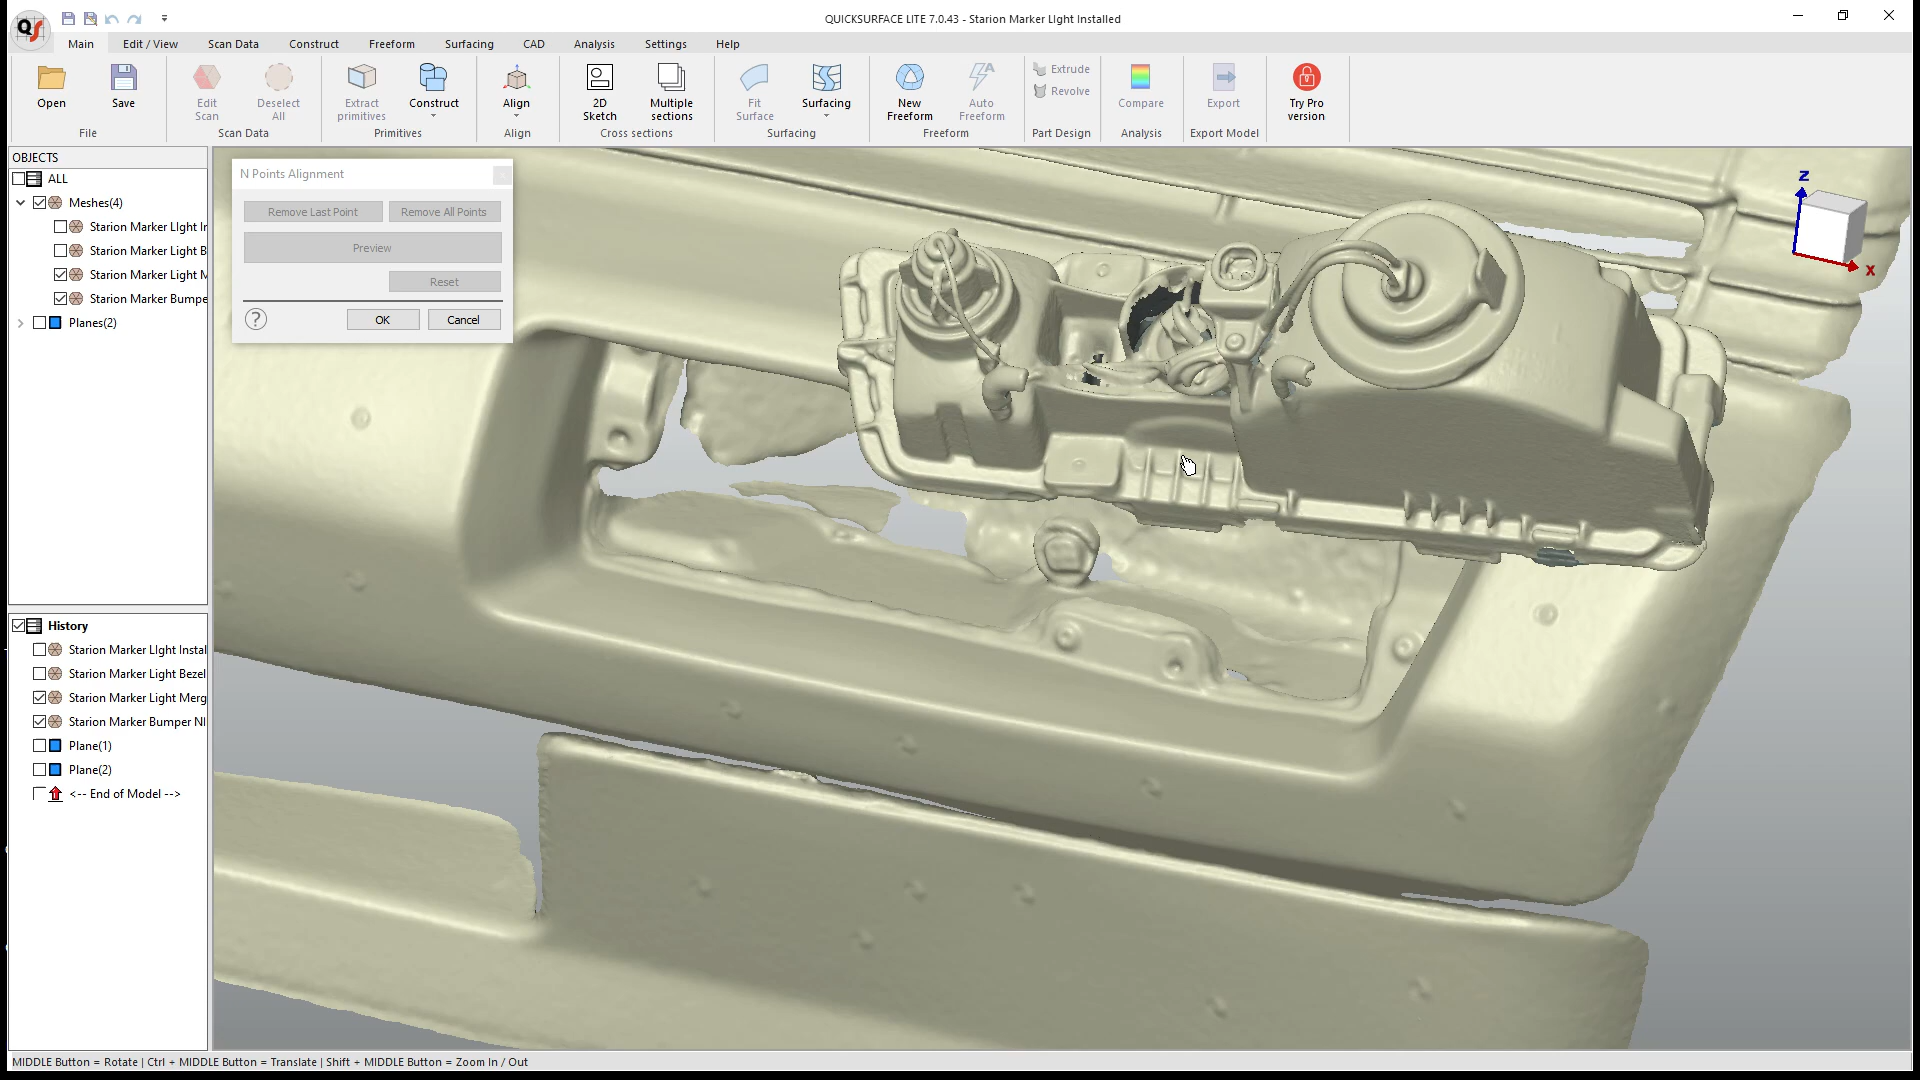 QUICKSURFACE LITE 7.0.43 - Starion Marker Light Installed
Main Edit / View Scan Data Construct Freeform Surfacing CAD Analysis Settings Help
Open Save Edit Scan Deselect All Extract primitives Construct Align 2D Sketch Multiple sections Fit Surface Surfacing New Freeform Auto Freeform Extrude Revolve Compare Export Try Pro version
File Scan Data Primitives Align Cross sections Surfacing Freeform Part Design Analysis Export Model
OBJECTS
ALL
Meshes(4)
Starion Marker LIght Ir
Starion Marker Light B
Starion Marker Light M
Starion Marker Bumpe
Planes(2)
N Points Alignment
Remove Last Point Remove All Points
Preview
Reset
? OK Cancel
Z
X
History
Starion Marker LIght Instal
Starion Marker Light Bezel
Starion Marker Light Merg
Starion Marker Bumper NI
Plane(1)
Plane(2)
<-- End of Model -->
MIDDLE Button = Rotate | Ctrl + MIDDLE Button = Translate | Shift + MIDDLE Button = Zoom In / Out